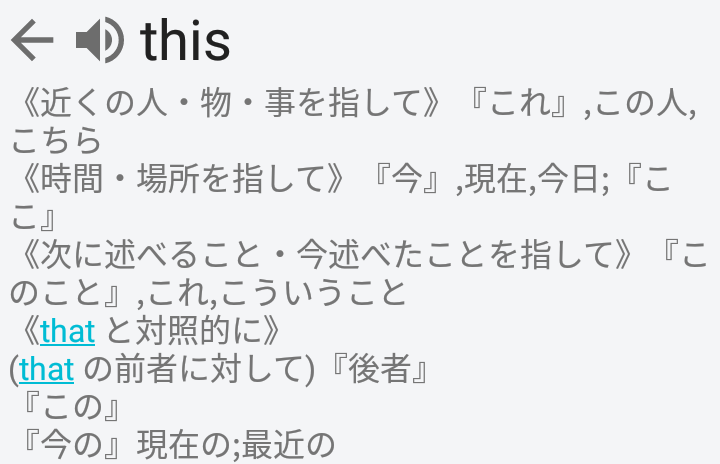 this
《近くの人・物・事を指して》『これ』,この人,
こちら
《時間・場所を指して》『今』,現在,今日;『こ
こ』
《次に述べること・今述べたことを指して》『こ
のこと』,これ,こういうこと
《that と対照的に》
(that の前者に対して)『後者』
『この』
『今の』現在の;最近の